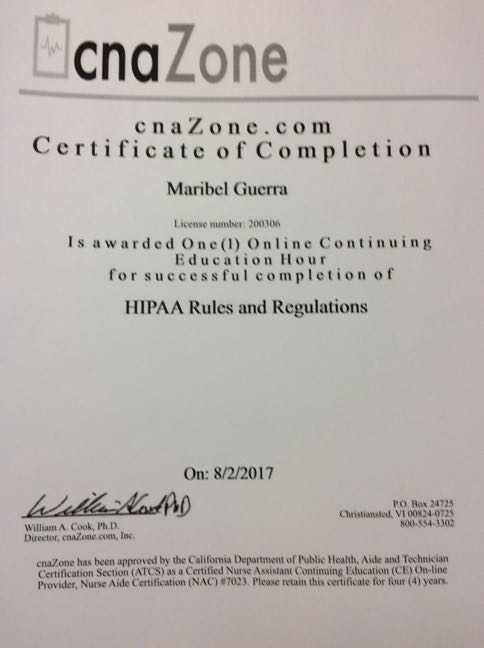 cnaZone
cnaZone.com
Certificate of Completion
Maribel Guerra
License number: 200306
Is awarded One(1) Online Continuing
Education Hour
for successful completion of
HIPAA Rules and Regulations
On: 8/2/2017
William A. Cook, Ph.D.
Director, cnaZone.com, Inc.
P.O. Box 24725
Christiansted, VI 00824-0725
800-554-3302
cnaZone has been approved by the California Department of Public Health, Aide and Technician
Certification Section (ATCS) as a Certified Nurse Assistant Continuing Education (CE) On-line
Provider, Nurse Aide Certification (NAC) #7023. Please retain this certificate for four (4) years.